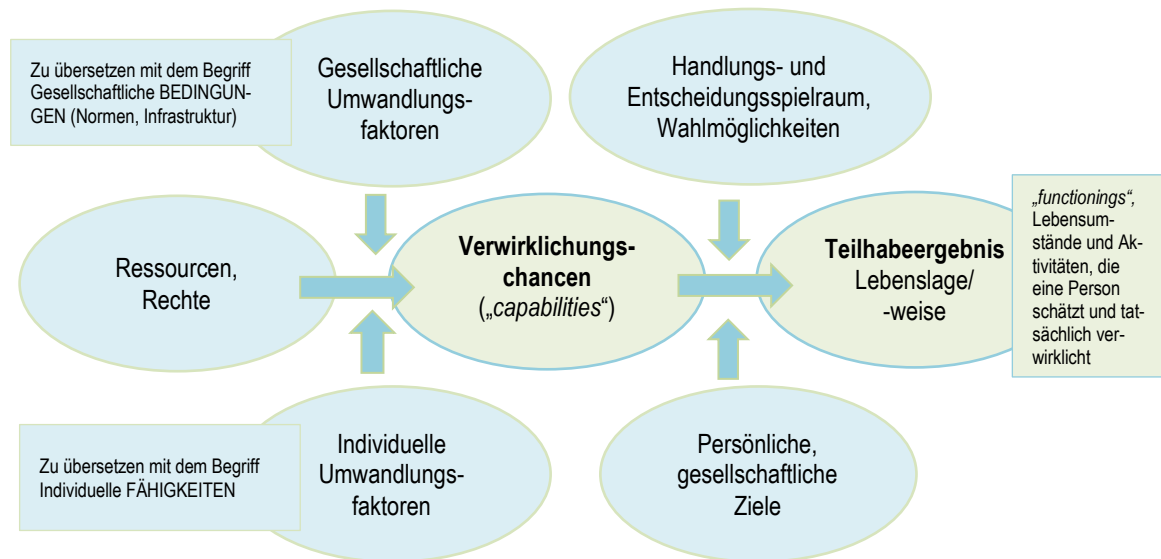 Zu übersetzen mit dem Begriff
Gesellschaftliche BEDINGUN-
GEN (Normen, Infrastruktur)
Gesellschaftliche
Umwandlungs-
faktoren
Handlungs- und
Entscheidungsspielraum,
Wahlmöglichkeiten
Ressourcen,
Rechte
Verwirklichungs-
chancen
(„capabilities“)
Teilhabeergebnis
Lebenslage/
-weise
„functionings“,
Lebensum-
stände und Ak-
tivitäten, die
eine Person
schätzt und tat-
sächlich ver-
wirklicht
Zu übersetzen mit dem Begriff
Individuelle FÄHIGKEITEN
Individuelle
Umwandlungs-
faktoren
Persönliche,
gesellschaftliche
Ziele